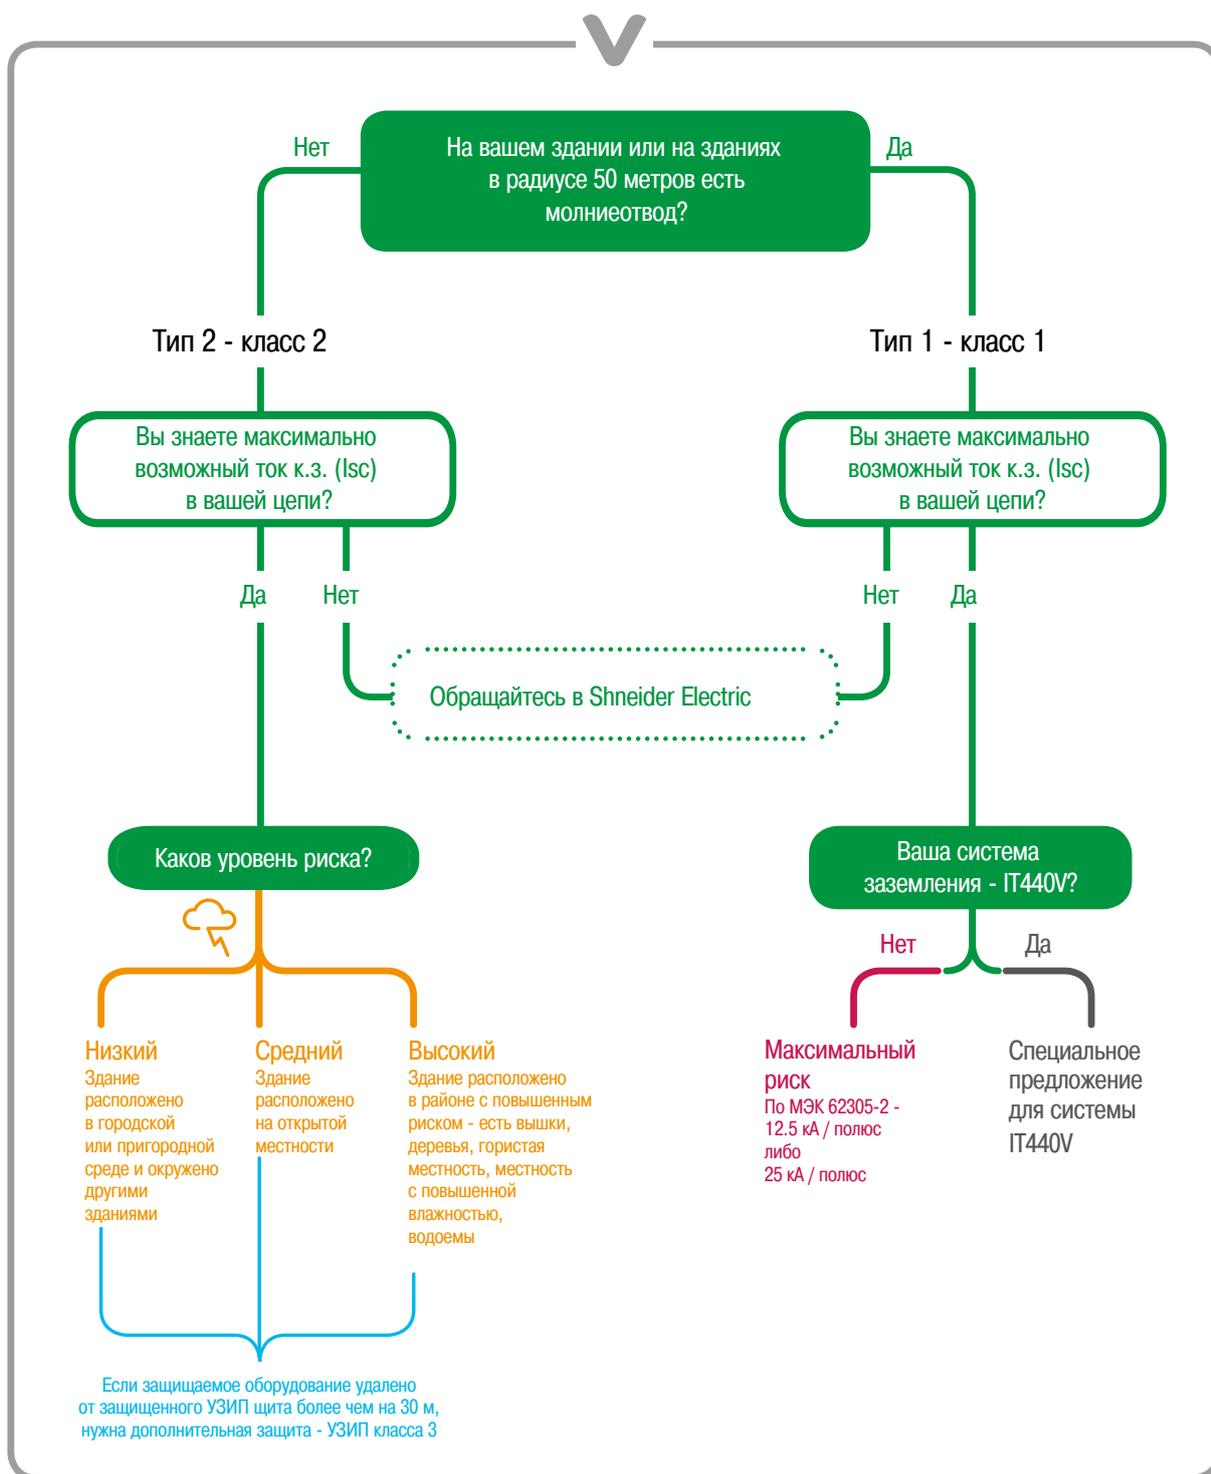 Нет
На вашем здании или на зданиях
в радиусе 50 метров есть
молниеотвод?
Да
Тип 2 - класс 2
Тип 1 - класс 1
Вы знаете максимально
возможный ток к.з. (Isc)
в вашей цепи?
Вы знаете максимально
возможный ток к.з. (Isc)
в вашей цепи?
Да
Нет
Нет
Да
Обращайтесь в Shneider Electric
Каков уровень риска?
Ваша система
заземления - IT440V?
Нет
Да
Низкий
Здание
расположено
в городской
или пригородной
среде и окружено
другими
зданиями
Средний
Здание
расположено
на открытой
местности
Высокий
Здание расположено
в районе с повышенным
риском - есть вышки,
деревья, гористая
местность, местность
с повышенной
влажностью,
водоемы
Максимальный
риск
По МЭК 62305-2 -
12.5 кА / полюс
либо
25 кА / полюс
Специальное
предложение
для системы
IT440V
Если защищаемое оборудование удалено
от защищенного УЗИП щита более чем на 30 м,
нужна дополнительная защита - УЗИП класса 3